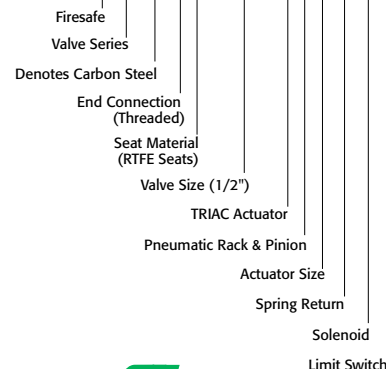 Firesafe
Valve Series
Denotes Carbon Steel
End Connection
(Threaded)
Seat Material
(RTFE Seats)
Valve Size (1/2")
TRIAC Actuator
Pneumatic Rack & Pinion
Actuator Size
Spring Return
Solenoid
Limit Switch